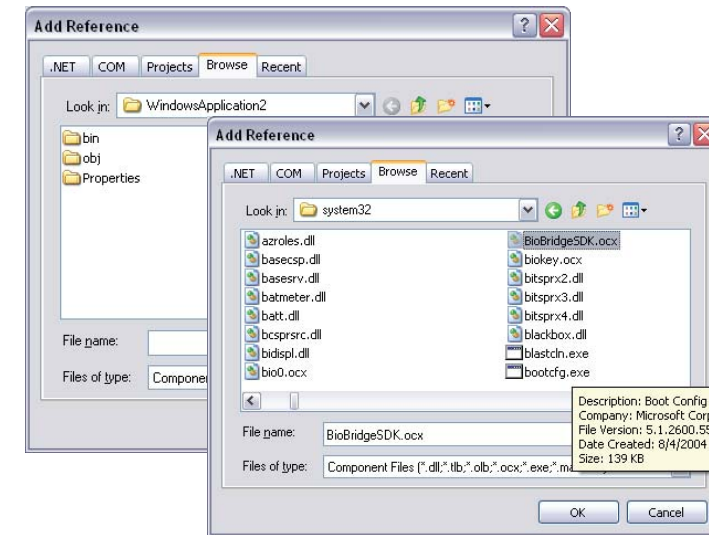 Add Reference
.NET COM Projects Browse Recent
Look in: WindowsApplication2
bin
obj
Properties
File name:
Files of type: Componer
Add Reference
.NET COM Projects Browse Recent
Look in: system32
azroles.dll
basecsp.dll
basesrv.dll
batmeter.dll
batt.dll
bcsprsrc.dll
bidispl.dll
bio0.ocx
BioBridgeSDK.ocx
biokey.ocx
bitsprx2.dll
bitsprx3.dll
bitsprx4.dll
blackbox.dll
blastcln.exe
bootcfg.exe
File name: BioBridgeSDK.ocx
Files of type: Component Files (*.dll;*.tlb;*.olb;*.ocx;*.exe;*.ma
Description: Boot Config
Company: Microsoft Corp
File Version: 5.1.2600.55
Date Created: 8/4/2004
Size: 139 KB
OK Cancel